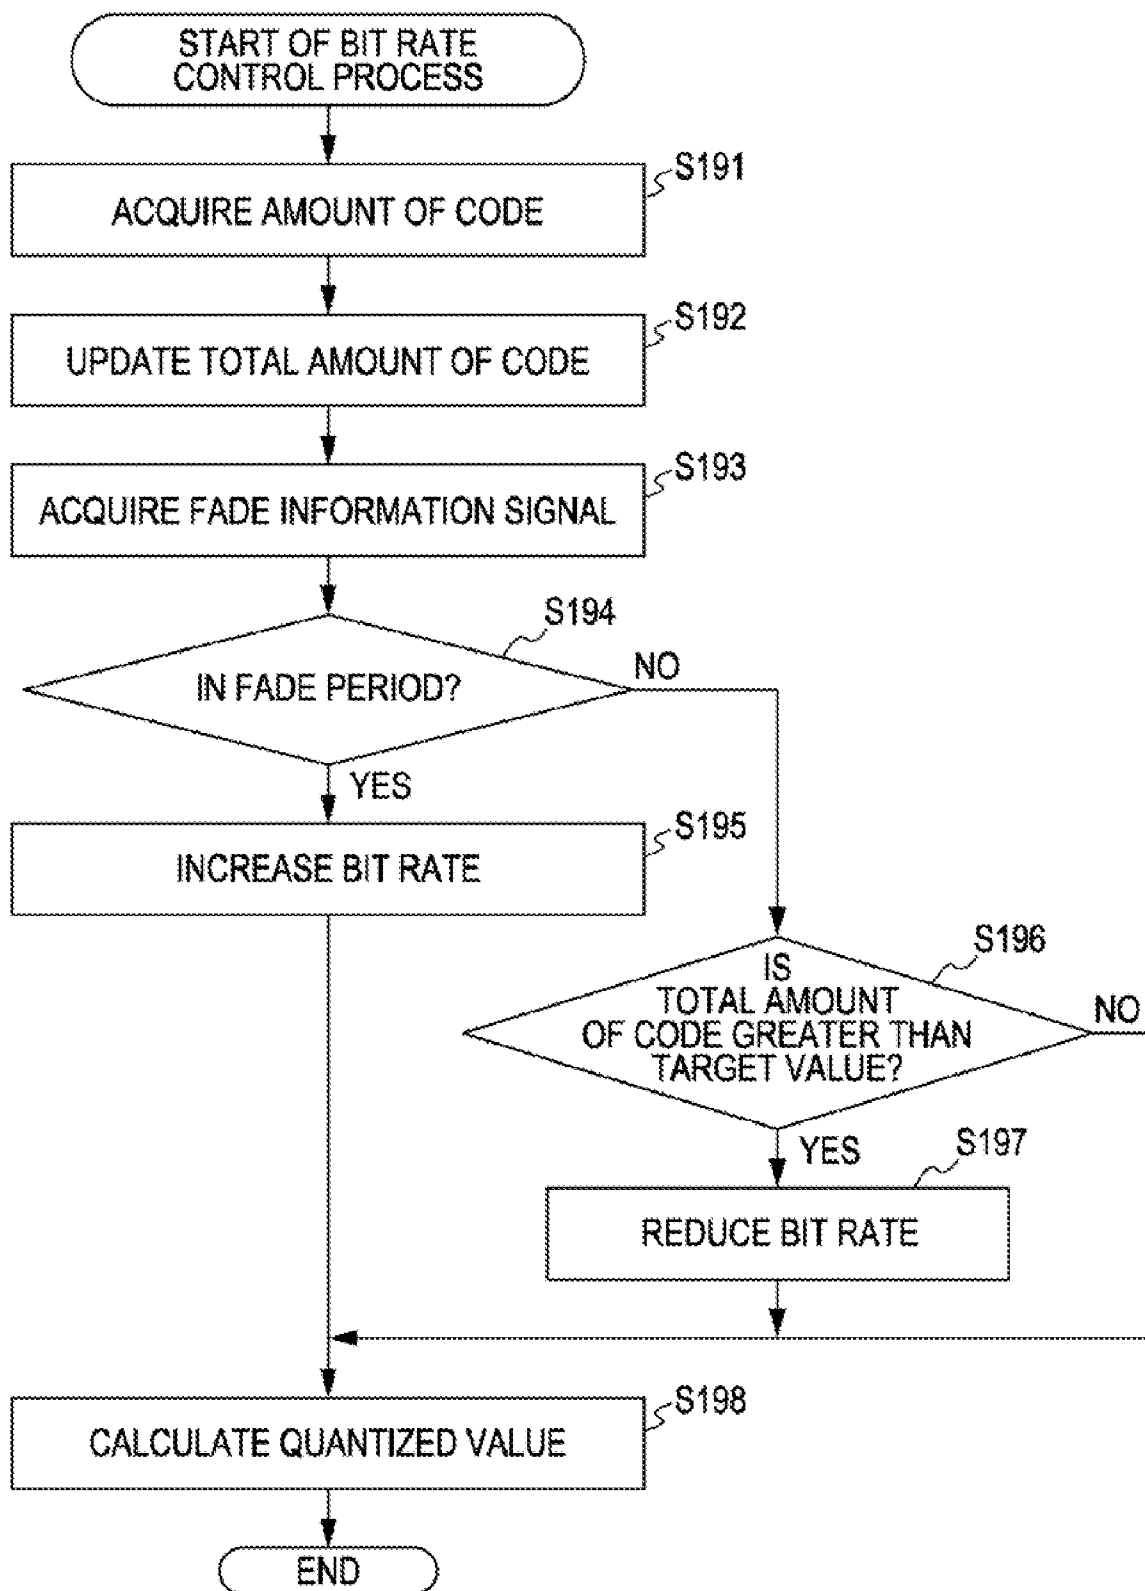 START OF BIT RATE
CONTROL PROCESS
S191
ACQUIRE AMOUNT OF CODE
S192
UPDATE TOTAL AMOUNT OF CODE
S193
ACQUIRE FADE INFORMATION SIGNAL
S194
IN FADE PERIOD?
NO
YES
S195
INCREASE BIT RATE
S196
IS
TOTAL AMOUNT
OF CODE GREATER THAN
TARGET VALUE?
NO
YES
S197
REDUCE BIT RATE
S198
CALCULATE QUANTIZED VALUE
END